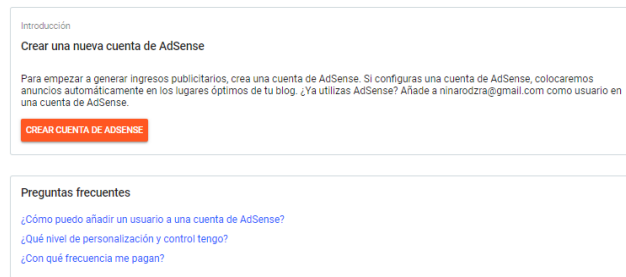 Introducción
Crear una nueva cuenta de AdSense
Para empezar a generar ingresos publicitarios, crea una cuenta de AdSense. Si configuras una cuenta de AdSense, colocaremos
anuncios automáticamente en los lugares óptimos de tu blog. ¿Ya utilizas AdSense? Añade a ninarodzra@gmail.com como usuario en
una cuenta de AdSense.
CREAR CUENTA DE ADSENSE
Preguntas frecuentes
¿Cómo puedo añadir un usuario a una cuenta de AdSense?
¿Qué nivel de personalización y control tengo?
¿Con qué frecuencia me pagan?